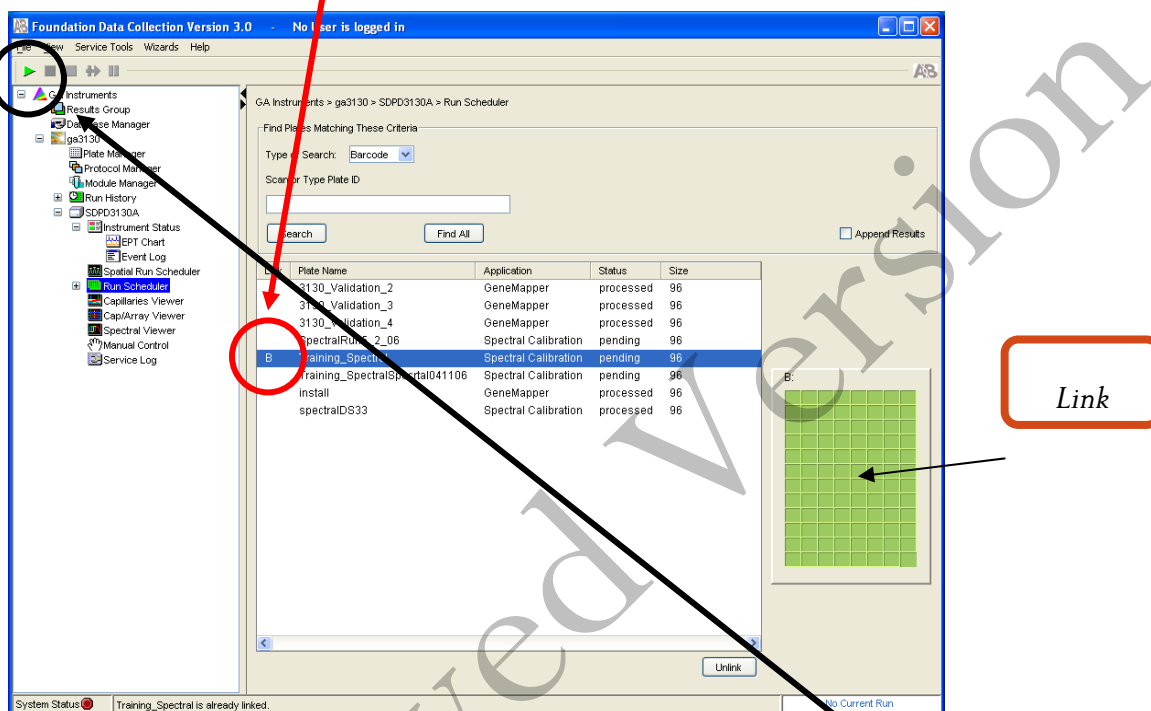 Foundation Data Collection Version 3.0 - No User is logged in
File View Service Tools Wizards Help
AB
GA Instruments
Results Group
Database Manager
ga3130
Plate Manager
Protocol Manager
Module Manager
Run History
SDPD3130A
Instrument Status
EPT Chart
Event Log
Spatial Run Scheduler
Run Scheduler
Capillaries Viewer
Cap/Array Viewer
Spectral Viewer
Manual Control
Service Log
GA Instruments > ga3130 > SDPD3130A > Run Scheduler
Find Plates Matching These Criteria
Type of Search: Barcode
Scan or Type Plate ID
Search Find All Append Results
Link Plate Name Application Status Size
3130_Validation_2 GeneMapper processed 96
3130_Validation_3 GeneMapper processed 96
3130_Validation_4 GeneMapper processed 96
SpectralRun5_2_06 Spectral Calibration pending 96
B Training_Spectral Spectral Calibration pending 96
Training_SpectralSpecrtal041106 Spectral Calibration pending 96
install GeneMapper processed 96
spectralDS33 Spectral Calibration processed 96
B:
Link
Unlink
System Status Training_Spectral is already linked. No Current Run
ved Version